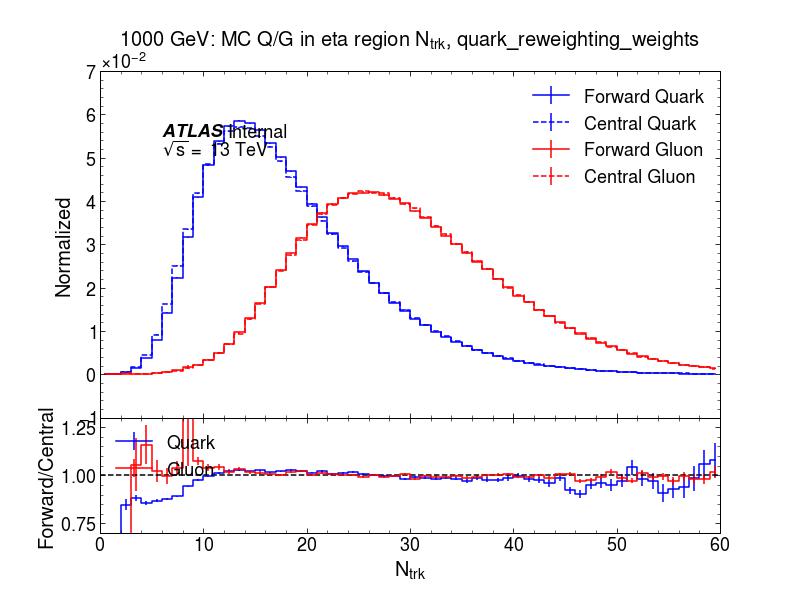 1000 GeV: MC Q/G in eta region N_trk, quark_reweighting_weights
×10⁻²
7
6
5
4
3
2
1
0
−1
Normalized
ATLAS Internal
√s = 13 TeV
Forward Quark
Central Quark
Forward Gluon
Central Gluon
Forward/Central
1.25
1.00
0.75
Quark
Gluon
0 10 20 30 40 50 60
N_trk